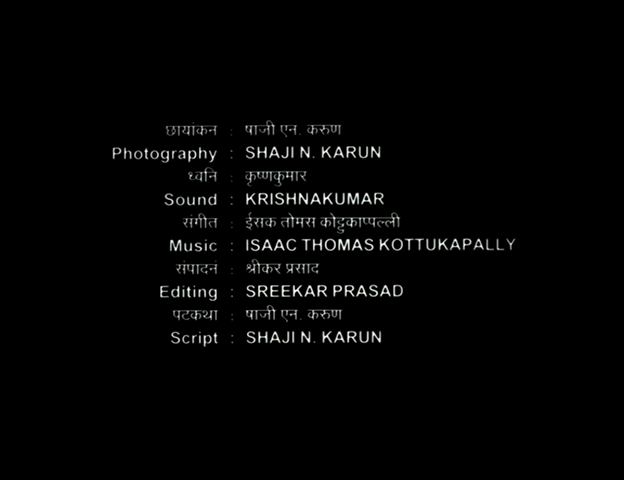 छायांकन : षाजी एन. करुण
Photography : SHAJI N. KARUN
ध्वनि : कृष्णकुमार
Sound : KRISHNAKUMAR
संगीत : ईसक तोमस कोट्टुकाप्पल्ली
Music : ISAAC THOMAS KOTTUKAPALLY
संपादनं : श्रीकर प्रसाद
Editing : SREEKAR PRASAD
पटकथा : षाजी एन. करुण
Script : SHAJI N. KARUN